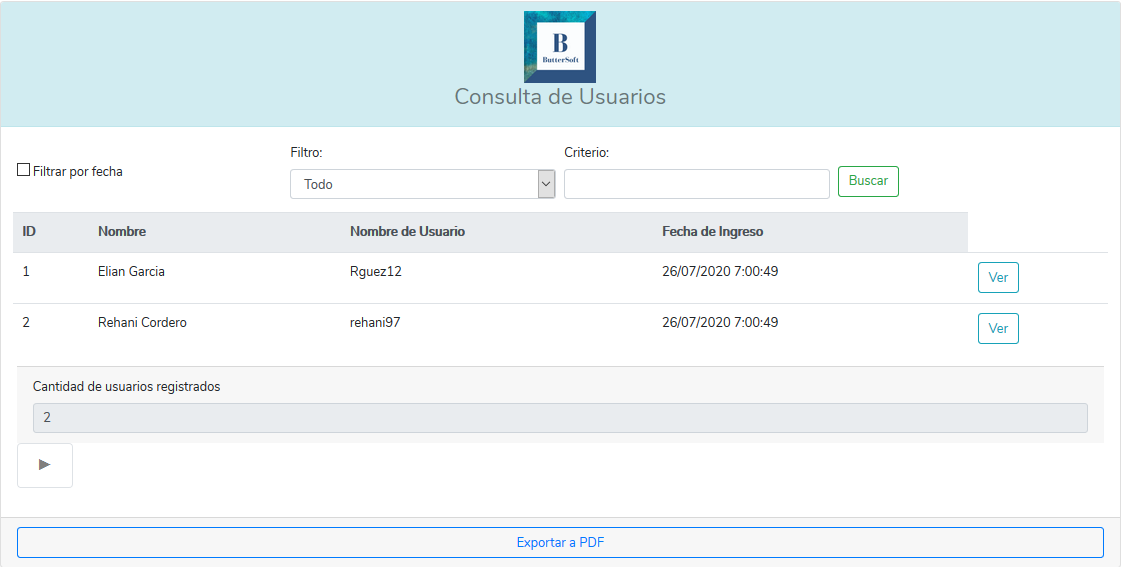 B
ButterSoft
Consulta de Usuarios
Filtrar por fecha
Filtro:
Todo
Criterio:
Buscar
ID Nombre Nombre de Usuario Fecha de Ingreso
1 Elian Garcia Rguez12 26/07/2020 7:00:49 Ver
2 Rehani Cordero rehani97 26/07/2020 7:00:49 Ver
Cantidad de usuarios registrados
2
Exportar a PDF